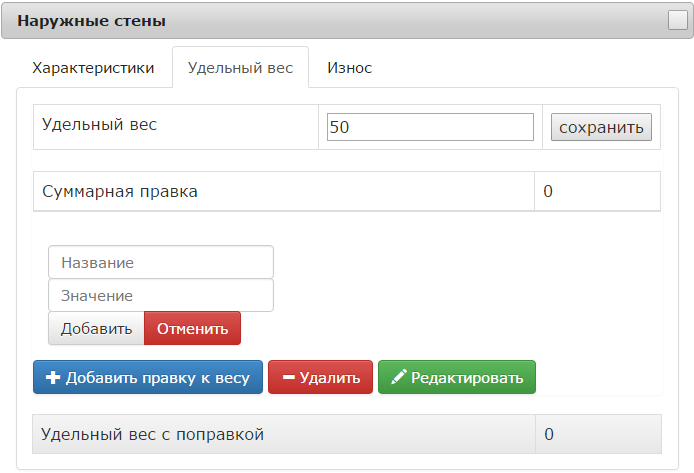 Наружные стены
Характеристики Удельный вес Износ
Удельный вес 50 сохранить
Суммарная правка 0
Название
Значение
Добавить Отменить
Добавить правку к весу Удалить Редактировать
Удельный вес с поправкой 0